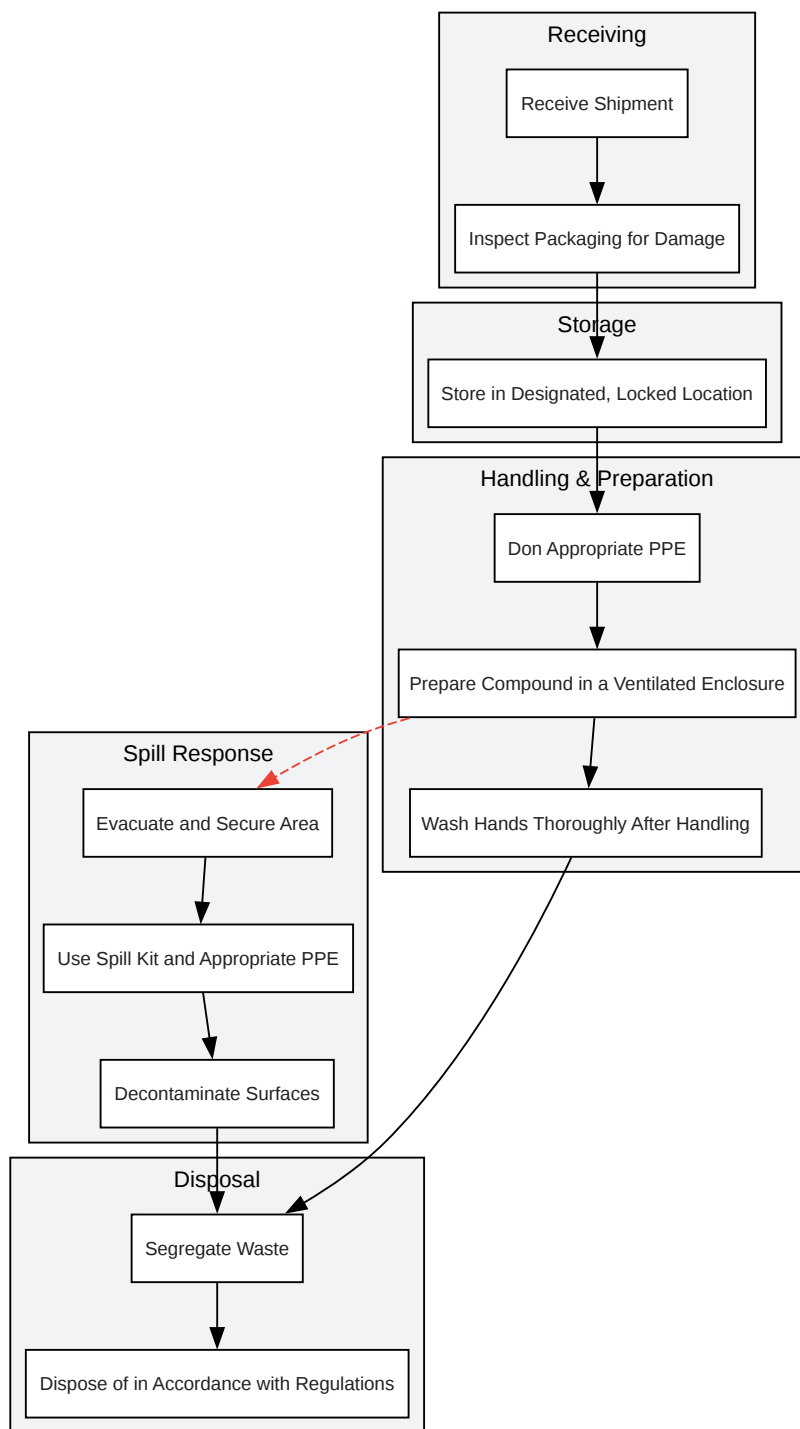 Receiving
Receive Shipment
Inspect Packaging for Damage
Storage
Store in Designated, Locked Location
Handling & Preparation
Don Appropriate PPE
Prepare Compound in a Ventilated Enclosure
Wash Hands Thoroughly After Handling
Spill Response
Evacuate and Secure Area
Use Spill Kit and Appropriate PPE
Decontaminate Surfaces
Disposal
Segregate Waste
Dispose of in Accordance with Regulations